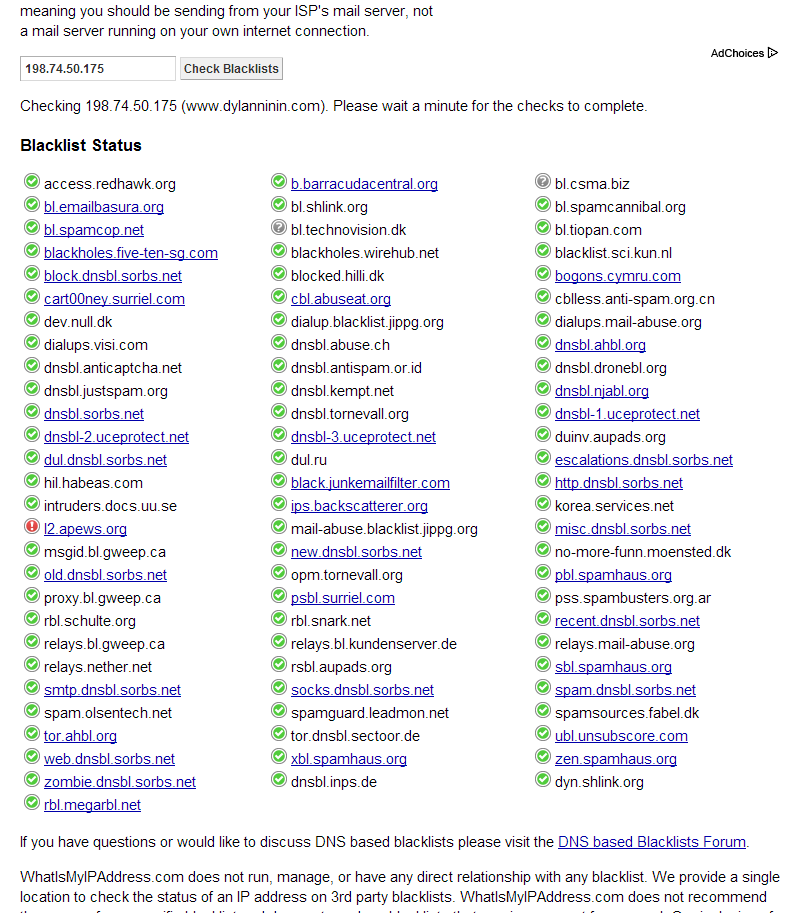 meaning you should be sending from your ISP's mail server, not
a mail server running on your own internet connection.
AdChoices
198.74.50.175 Check Blacklists
Checking 198.74.50.175 (www.dylanninin.com). Please wait a minute for the checks to complete.
Blacklist Status
access.redhawk.org b.barracudacentral.org bl.csma.biz
bl.emailbasura.org bl.shlink.org bl.spamcannibal.org
bl.spamcop.net bl.technovision.dk bl.tiopan.com
blackholes.five-ten-sg.com blackholes.wirehub.net blacklist.sci.kun.nl
block.dnsbl.sorbs.net blocked.hilli.dk bogons.cymru.com
cart00ney.surriel.com cbl.abuseat.org cblless.anti-spam.org.cn
dev.null.dk dialup.blacklist.jippg.org dialups.mail-abuse.org
dialups.visi.com dnsbl.abuse.ch dnsbl.ahbl.org
dnsbl.anticaptcha.net dnsbl.antispam.or.id dnsbl.dronebl.org
dnsbl.justspam.org dnsbl.kempt.net dnsbl.njabl.org
dnsbl.sorbs.net dnsbl.tornevall.org dnsbl-1.uceprotect.net
dnsbl-2.uceprotect.net dnsbl-3.uceprotect.net duinv.aupads.org
dul.dnsbl.sorbs.net dul.ru escalations.dnsbl.sorbs.net
hil.habeas.com black.junkemailfilter.com http.dnsbl.sorbs.net
intruders.docs.uu.se ips.backscatterer.org korea.services.net
l2.apews.org mail-abuse.blacklist.jippg.org misc.dnsbl.sorbs.net
msgid.bl.gweep.ca new.dnsbl.sorbs.net no-more-funn.moensted.dk
old.dnsbl.sorbs.net opm.tornevall.org pbl.spamhaus.org
proxy.bl.gweep.ca psbl.surriel.com pss.spambusters.org.ar
rbl.schulte.org rbl.snark.net recent.dnsbl.sorbs.net
relays.bl.gweep.ca relays.bl.kundenserver.de relays.mail-abuse.org
relays.nether.net rsbl.aupads.org sbl.spamhaus.org
smtp.dnsbl.sorbs.net socks.dnsbl.sorbs.net spam.dnsbl.sorbs.net
spam.olsentech.net spamguard.leadmon.net spamsources.fabel.dk
tor.ahbl.org tor.dnsbl.sectoor.de ubl.unsubscore.com
web.dnsbl.sorbs.net xbl.spamhaus.org zen.spamhaus.org
zombie.dnsbl.sorbs.net dnsbl.inps.de dyn.shlink.org
rbl.megarbl.net
If you have questions or would like to discuss DNS based blacklists please visit the DNS based Blacklists Forum.
WhatIsMyIPAddress.com does not run, manage, or have any direct relationship with any blacklist. We provide a single
location to check the status of an IP address on 3rd party blacklists. WhatIsMyIPAddress.com does not recommend